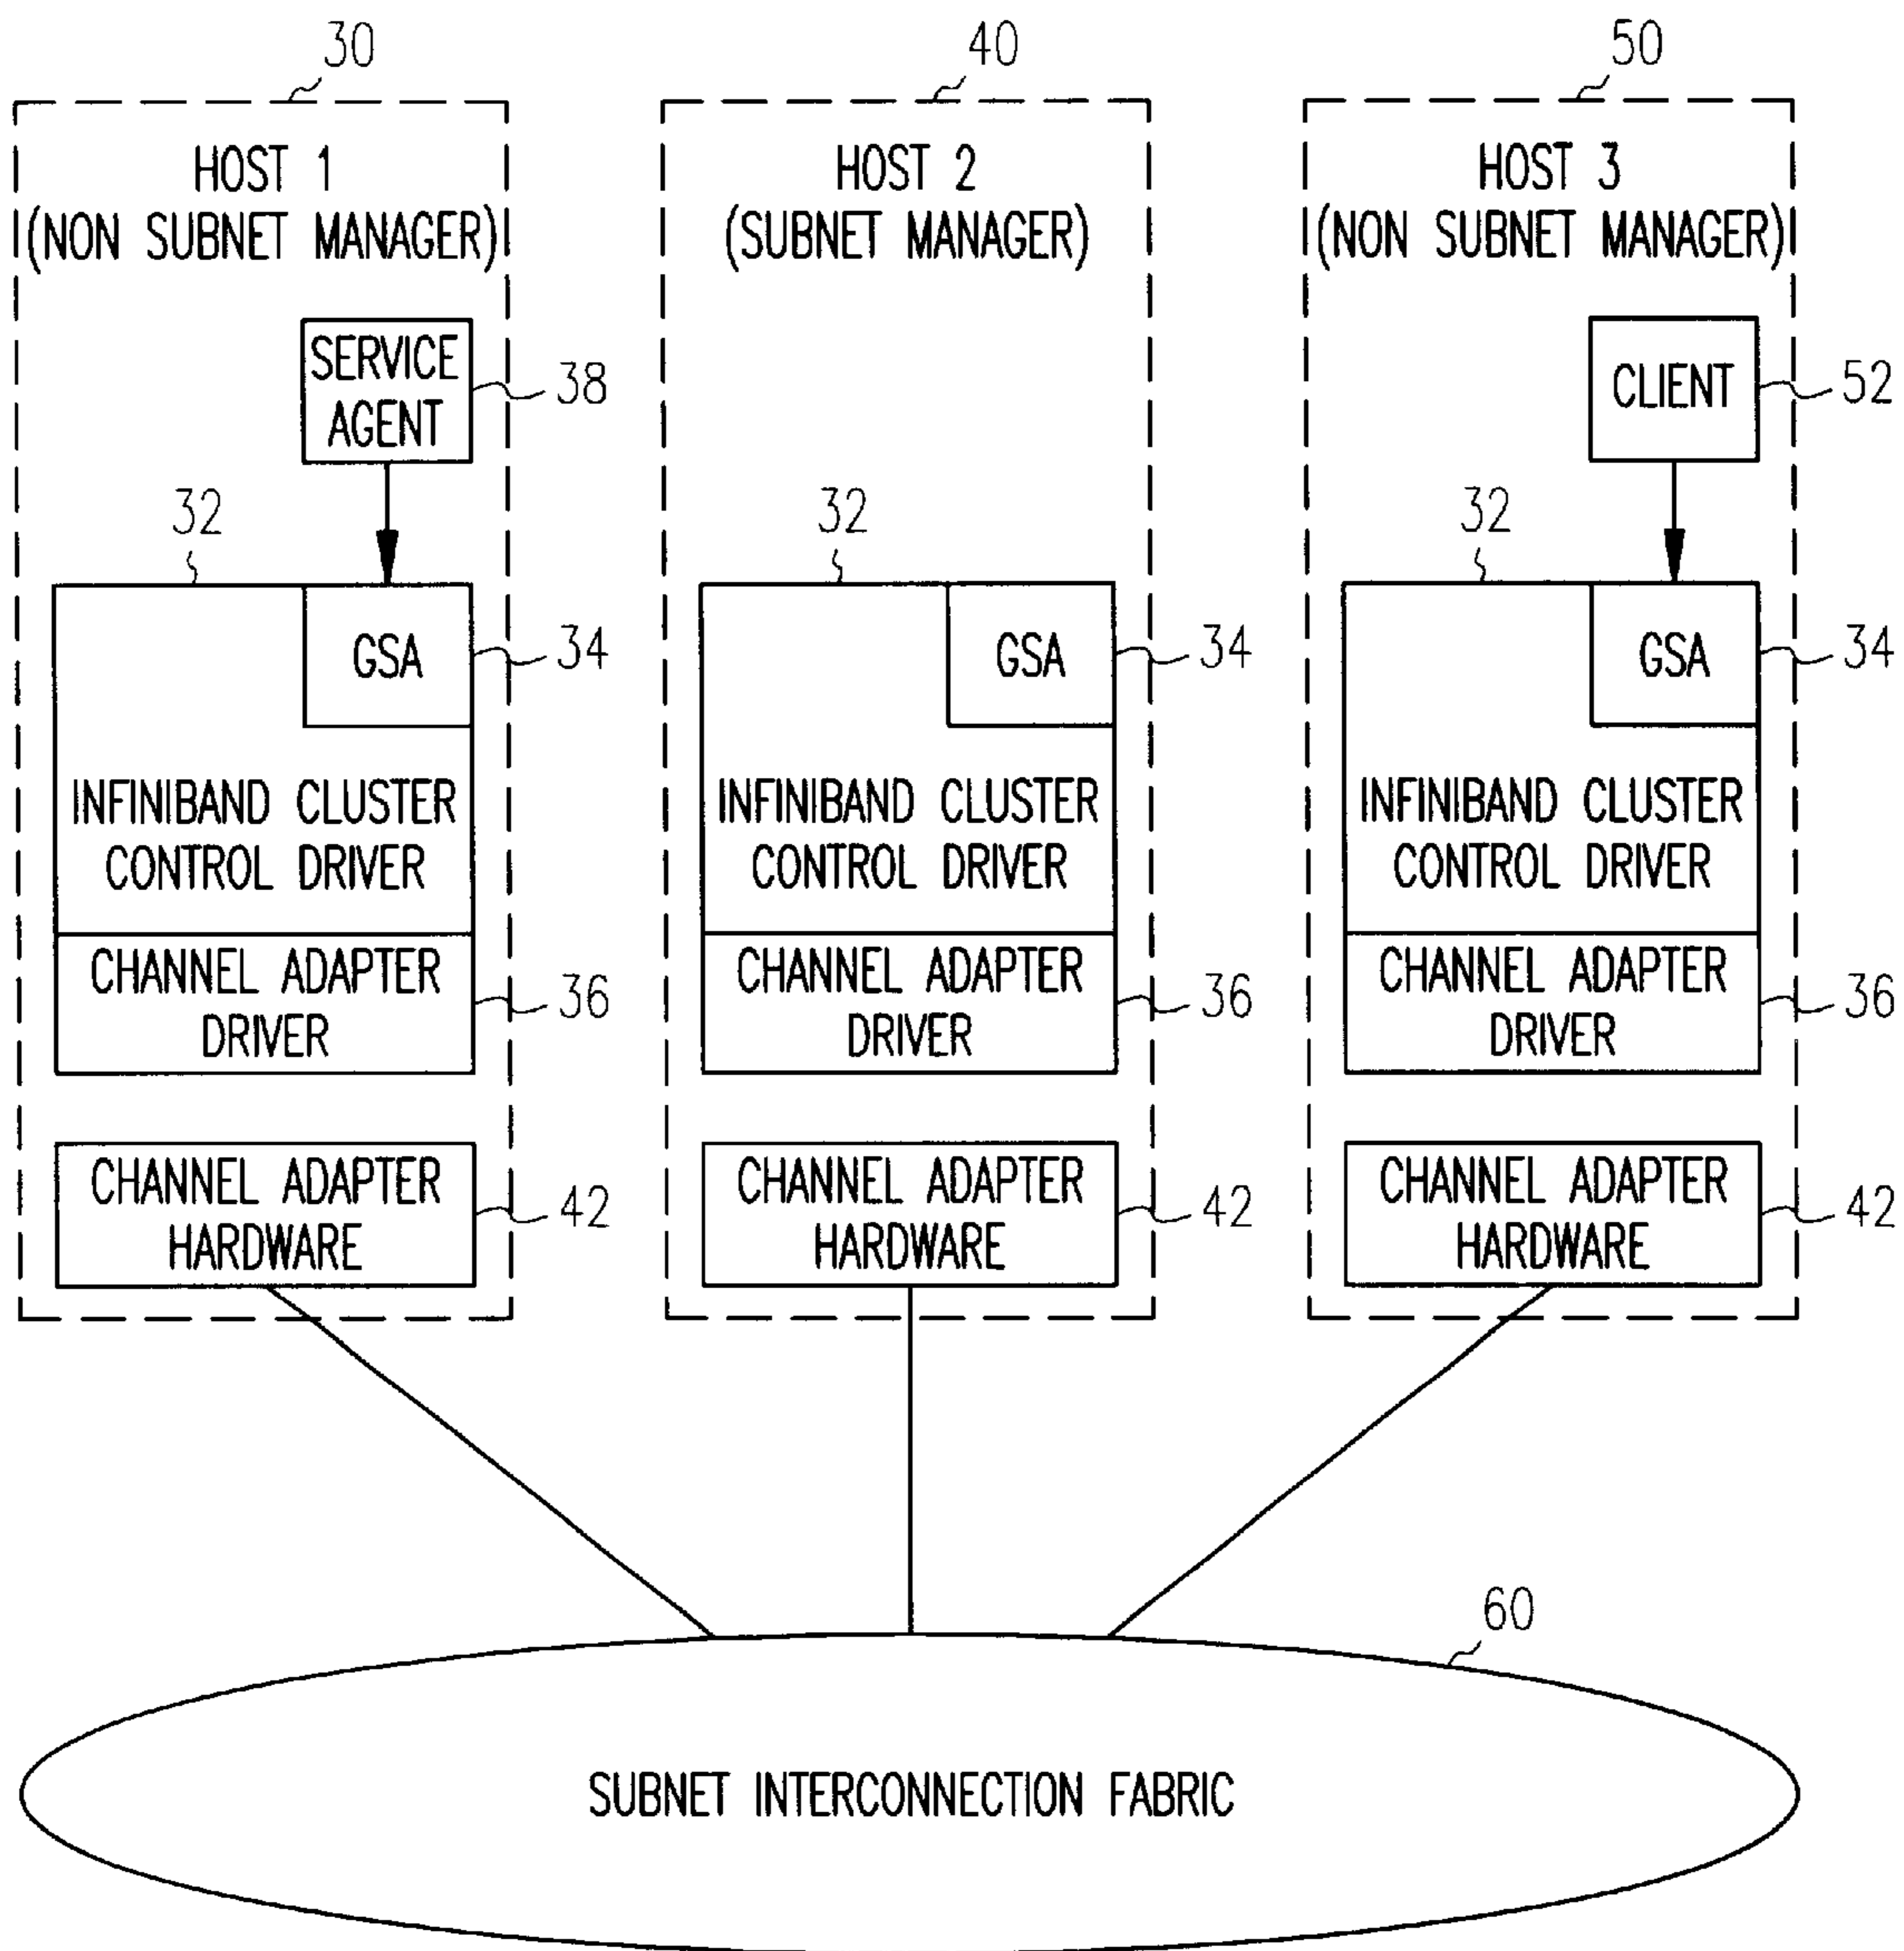 30
HOST 1
(NON SUBNET MANAGER)
SERVICE
AGENT
38
32
GSA
34
INFINIBAND CLUSTER
CONTROL DRIVER
CHANNEL ADAPTER
DRIVER
36
CHANNEL ADAPTER
HARDWARE
42
40
HOST 2
(SUBNET MANAGER)
32
GSA
34
INFINIBAND CLUSTER
CONTROL DRIVER
CHANNEL ADAPTER
DRIVER
36
CHANNEL ADAPTER
HARDWARE
42
50
HOST 3
(NON SUBNET MANAGER)
CLIENT
52
32
GSA
34
INFINIBAND CLUSTER
CONTROL DRIVER
CHANNEL ADAPTER
DRIVER
36
CHANNEL ADAPTER
HARDWARE
42
60
SUBNET INTERCONNECTION FABRIC